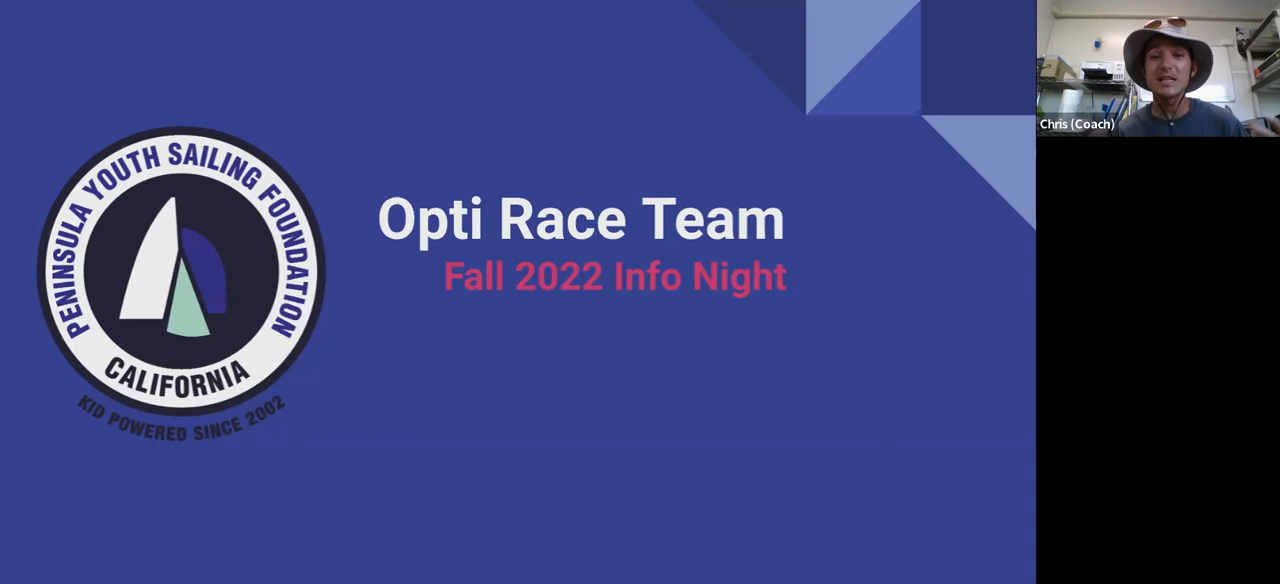 PENINSULA YOUTH SAILING FOUNDATION
CALIFORNIA
KID POWERED SINCE 2002
Opti Race Team
Fall 2022 Info Night
Chris (Coach)